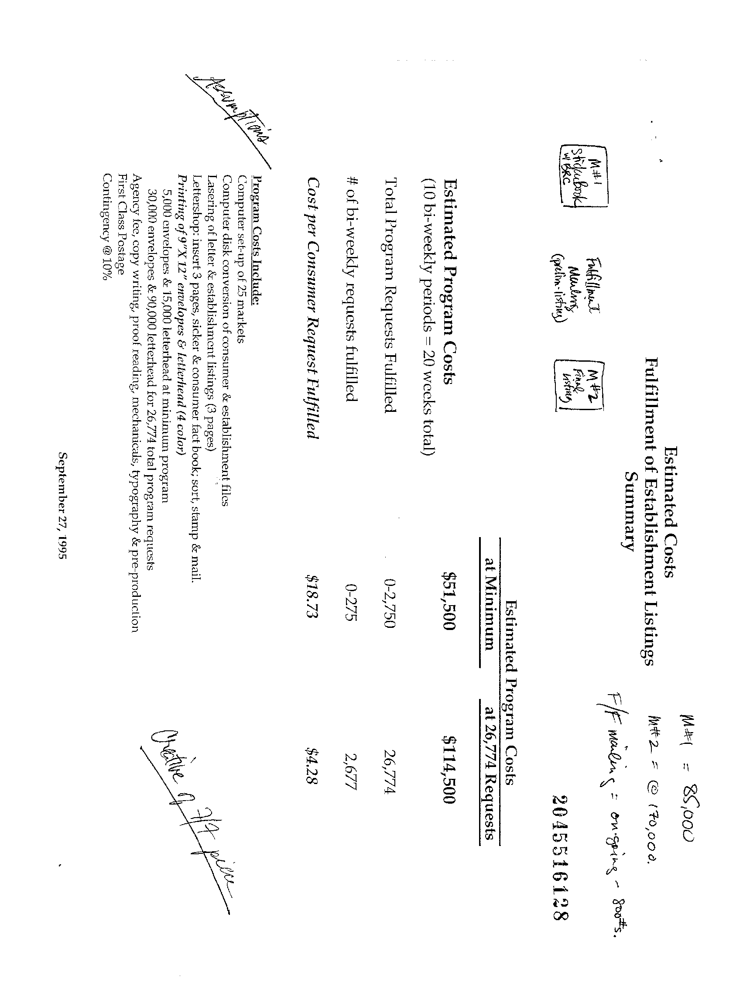 M#1 = 85,000
Estimated Costs
M#2 = @ 170,000.
Fulfillment of Establishment Listings
F/F mailing = on-going - 800#s.
Summary
M#1
Stickerbook
w/ BRC
Fulfillment
Mailing
(prelim-listing)
M#2
Final
listing
2045516128
Estimated Program Costs
at Minimum
at 26,774 Requests
Estimated Program Costs
$51,500
$114,500
(10 bi-weekly periods = 20 weeks total)
Total Program Requests Fulfilled
0-2,750
26,774
# of bi-weekly requests fulfilled
0-275
2,677
Cost per Consumer Request Fulfilled
$18.73
$4.28
Assumptions
Program Costs Include:
Computer set-up of 25 markets
Computer disk conversion of consumer & establishment files
Lasering of letter & establishment listings (3 pages)
Lettershop: insert 3 pages, sicker & consumer fact book; sort, stamp & mail.
Printing of 9"X 12" envelopes & letterhead (4 color)
5,000 envelopes & 15,000 letterhead at minimum program
30,000 envelopes & 90,000 letterhead for 26,774 total program requests
Agency fee, copy writing, proof reading, mechanicals, typography & pre-production
First Class Postage
Contingency @ 10%
Creative of F/F piece
September 27, 1995